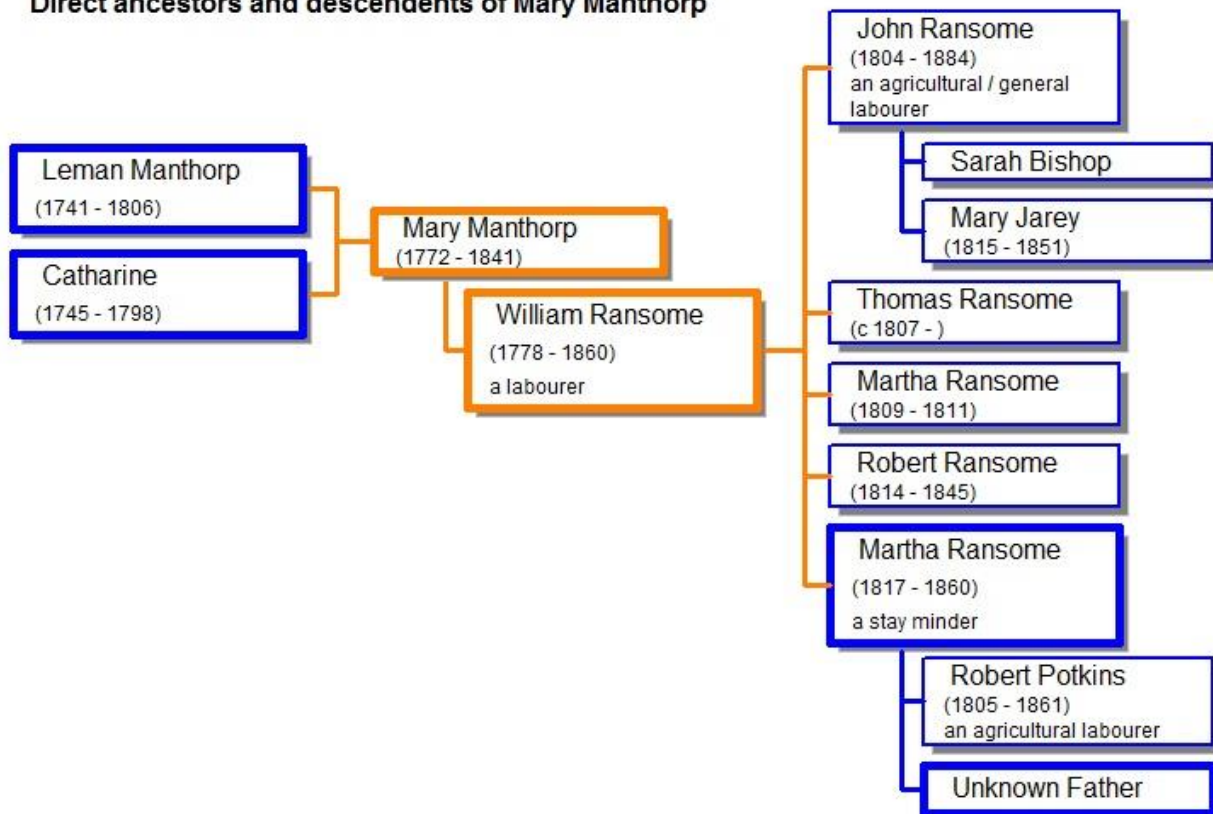 Direct ancestors and descendents of Mary Manthorp
Leman Manthorp
(1741 - 1806)
Catharine
(1745 - 1798)
Mary Manthorp
(1772 - 1841)
William Ransome
(1778 - 1860)
a labourer
John Ransome
(1804 - 1884)
an agricultural / general
labourer
Sarah Bishop
Mary Jarey
(1815 - 1851)
Thomas Ransome
(c 1807 - )
Martha Ransome
(1809 - 1811)
Robert Ransome
(1814 - 1845)
Martha Ransome
(1817 - 1860)
a stay minder
Robert Potkins
(1805 - 1861)
an agricultural labourer
Unknown Father